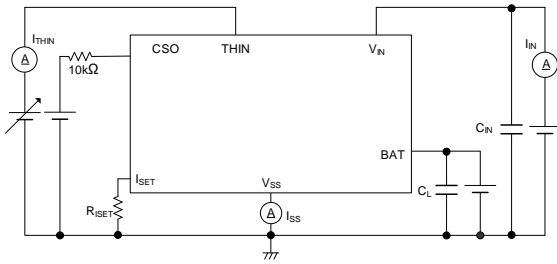 I_THIN
A
10kΩ
CSO
THIN
V_IN
I_IN
A
C_IN
BAT
I_SET
V_SS
C_L
R_ISET
A
I_SS